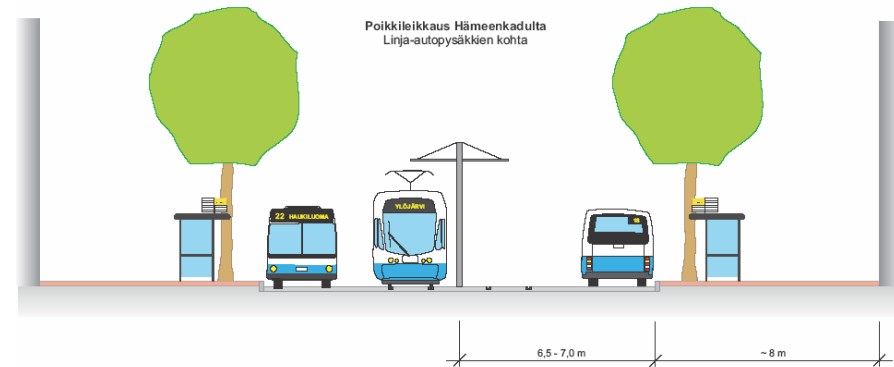 Poikkileikkaus Hämeenkadulta
Linja-autopysäkkien kohta
22 HAUKILUOMA
YLÖJÄRVI
6,5 - 7,0 m
~ 8 m